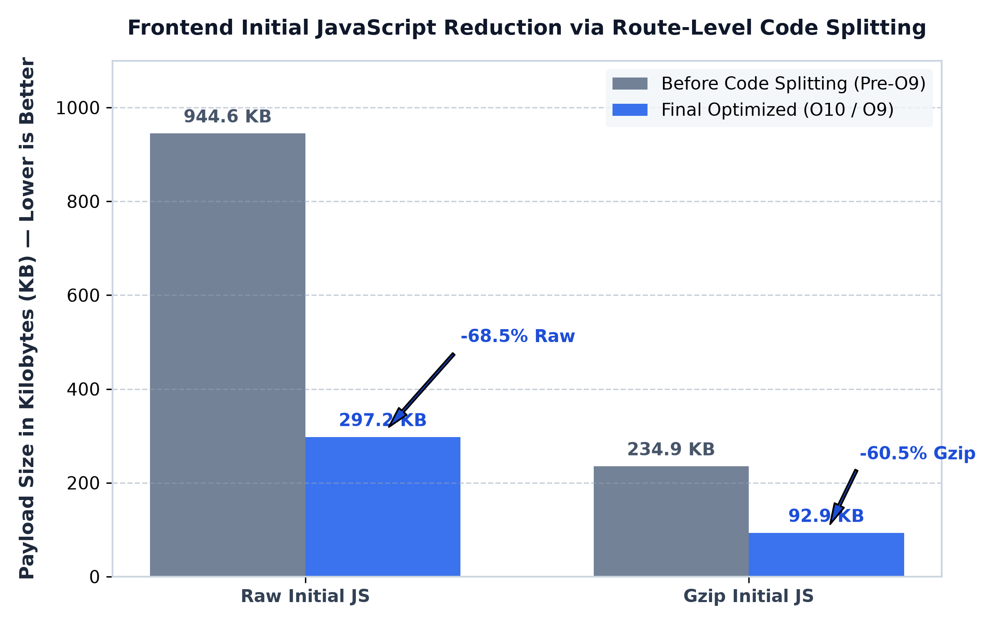 Frontend Initial JavaScript Reduction via Route-Level Code Splitting
Payload Size in Kilobytes (KB) — Lower is Better
Before Code Splitting (Pre-O9)
Final Optimized (O10 / O9)
1000
800
600
400
200
0
944.6 KB
-68.5% Raw
297.2 KB
234.9 KB
-60.5% Gzip
92.9 KB
Raw Initial JS
Gzip Initial JS